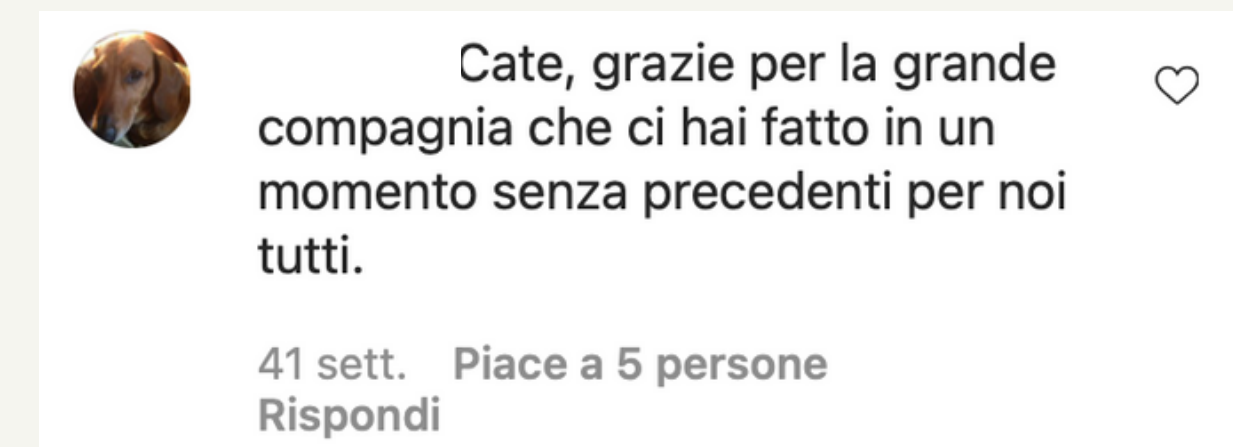 Cate, grazie per la grande
compagnia che ci hai fatto in un
momento senza precedenti per noi
tutti.
41 sett. Piace a 5 persone
Rispondi